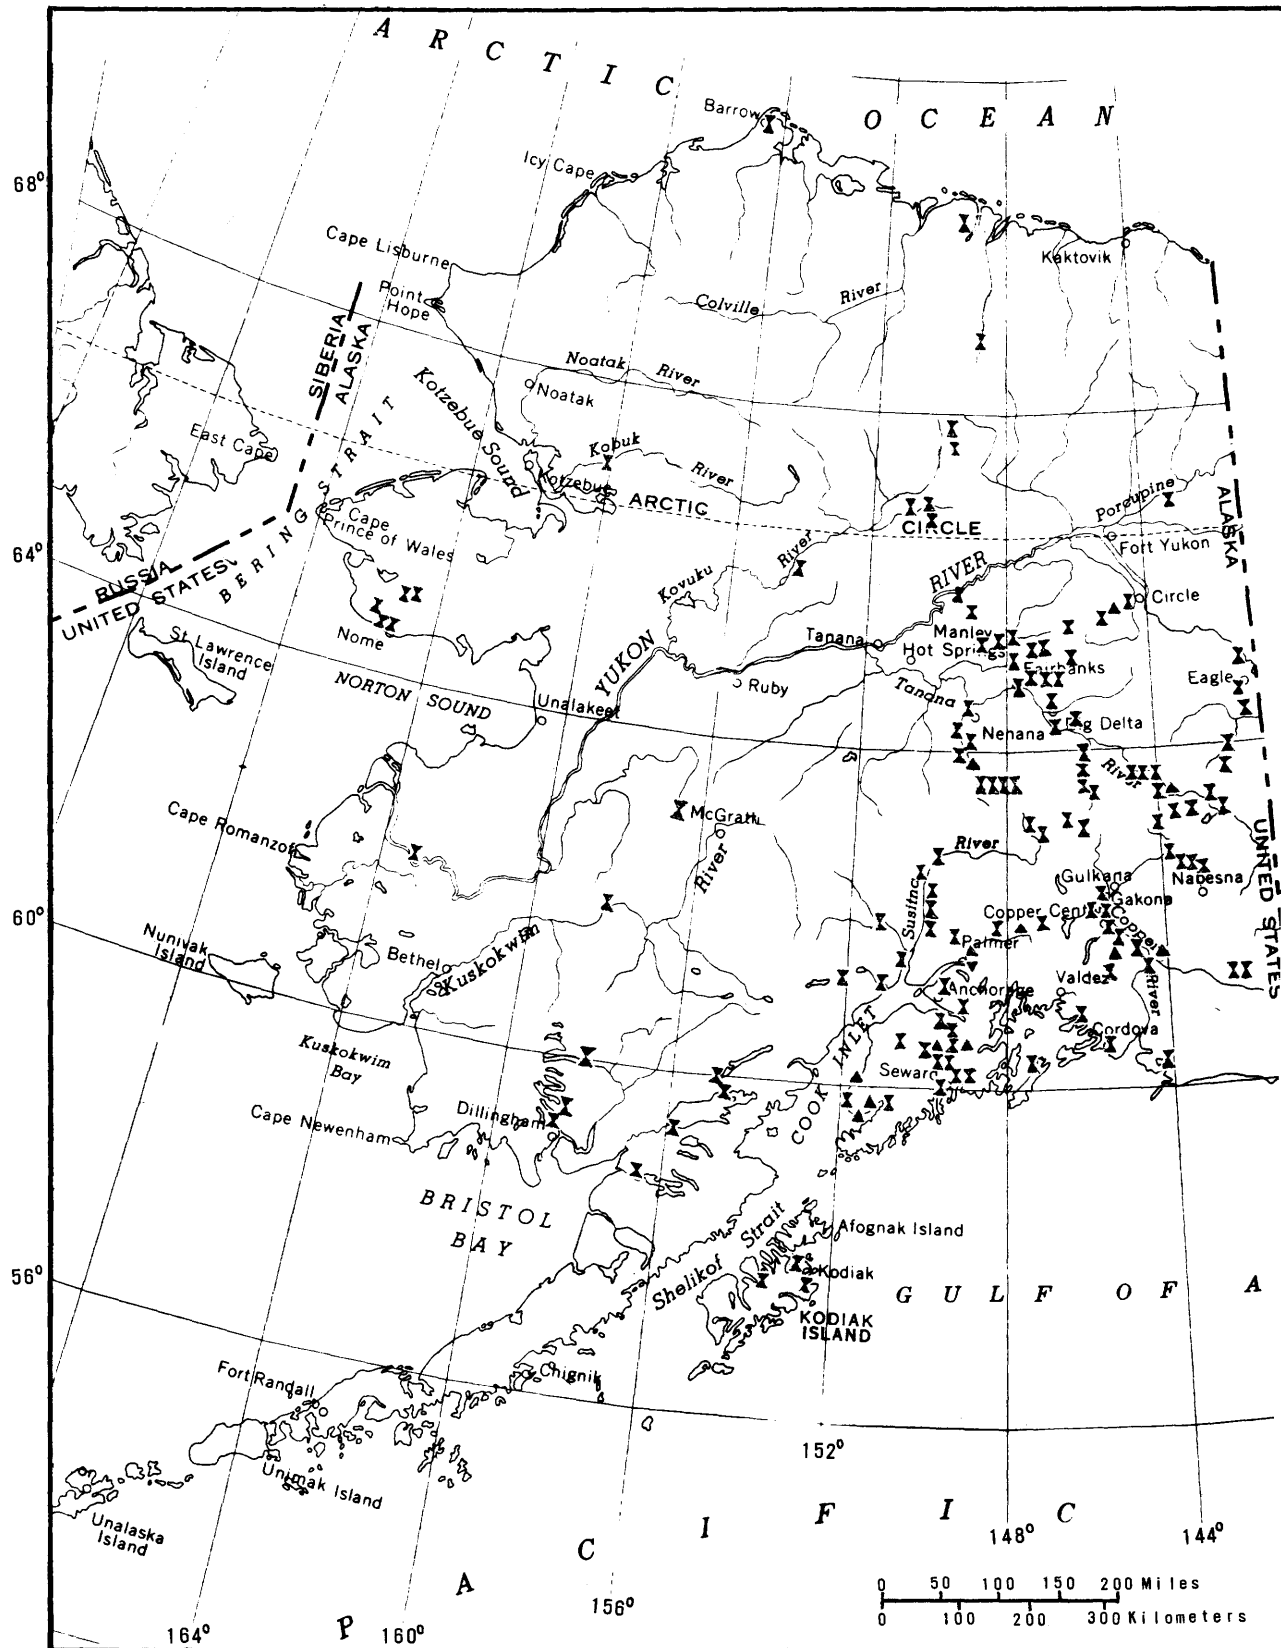 A R C T I C
O C E A N
Barrow
Icy Cape
68°
Cape Lisburne
Kaktovik
Point
Hope
Colville
River
SIBERIA
ALASKA
Noatak River
Noatak
Kotzebue Sound
East Cape
Kobuk
River
Kotzebue
ARCTIC
CIRCLE
Porcupine
ALASKA
BERING STRAIT
Cape
Prince of Wales
Fort Yukon
64°
RUSSIA
UNITED STATES
River
RIVER
Circle
St Lawrence
Island
Nome
YUKON
Tanana
Manley
Hot Springs
Fairbanks
NORTON SOUND
Ruby
Tanana
Eagle
Unalakeet
Nenana
Big Delta
River
Cape Romanzof
McGrath
River
River
Susitna
UNITED STATES
Gulkana
Nabesna
Gakona
60°
Copper
Nunivak
Island
Bethel
Kuskokwim
Palmer
Valdez
River
Anchorage
Kuskokwim
Bay
COOK INLET
Cordova
Seward
Cape Newenham
Dillingham
BRISTOL
BAY
Shelikof Strait
Afognak Island
56°
Kodiak
GULF OF A
KODIAK
ISLAND
Chignik
Fort Randall
Unimak Island
152°
Unalaska
Island
P A C I F I C
148°
144°
0 50 100 150 200 Miles
0 100 200 300 Kilometers
156°
164°
160°